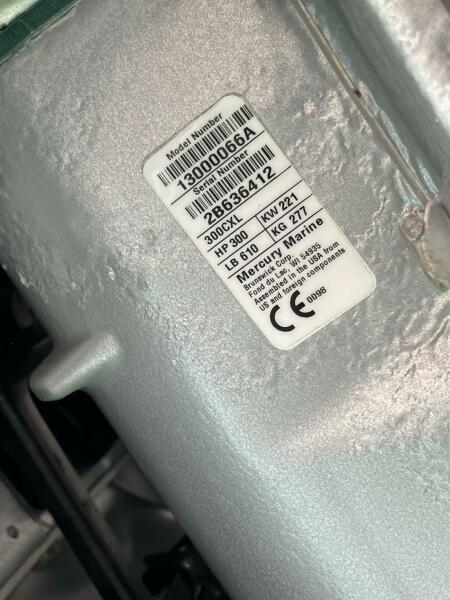 Model Number
13000066A
Serial Number
2B636412
300CXL
HP 300 KW 221
LB 610 KG 277
Mercury Marine
Brunswick Corp.
Fond du Lac, WI 54935
Assembled in the USA from
US and foreign components
CE 0098